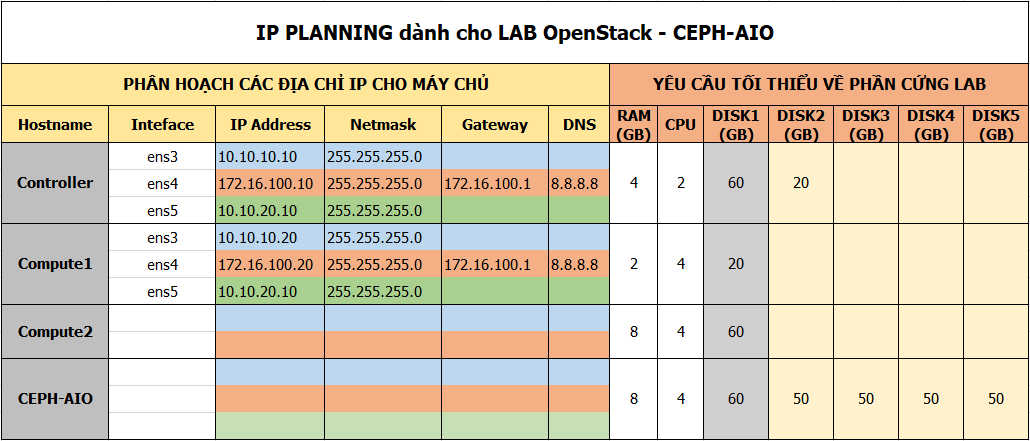 IP PLANNING dành cho LAB OpenStack - CEPH-AIO
PHÂN HOẠCH CÁC ĐỊA CHỈ IP CHO MÁY CHỦ YÊU CẦU TỐI THIỂU VỀ PHẦN CỨNG LAB
Hostname Inteface IP Address Netmask Gateway DNS RAM (GB) CPU DISK1 (GB) DISK2 (GB) DISK3 (GB) DISK4 (GB) DISK5 (GB)
ens3 10.10.10.10 255.255.255.0
Controller ens4 172.16.100.10 255.255.255.0 172.16.100.1 8.8.8.8 4 2 60 20
ens5 10.10.20.10 255.255.255.0
ens3 10.10.10.20 255.255.255.0
Compute1 ens4 172.16.100.20 255.255.255.0 172.16.100.1 8.8.8.8 2 4 20
ens5 10.10.20.10 255.255.255.0
Compute2 8 4 60
CEPH-AIO 8 4 60 50 50 50 50